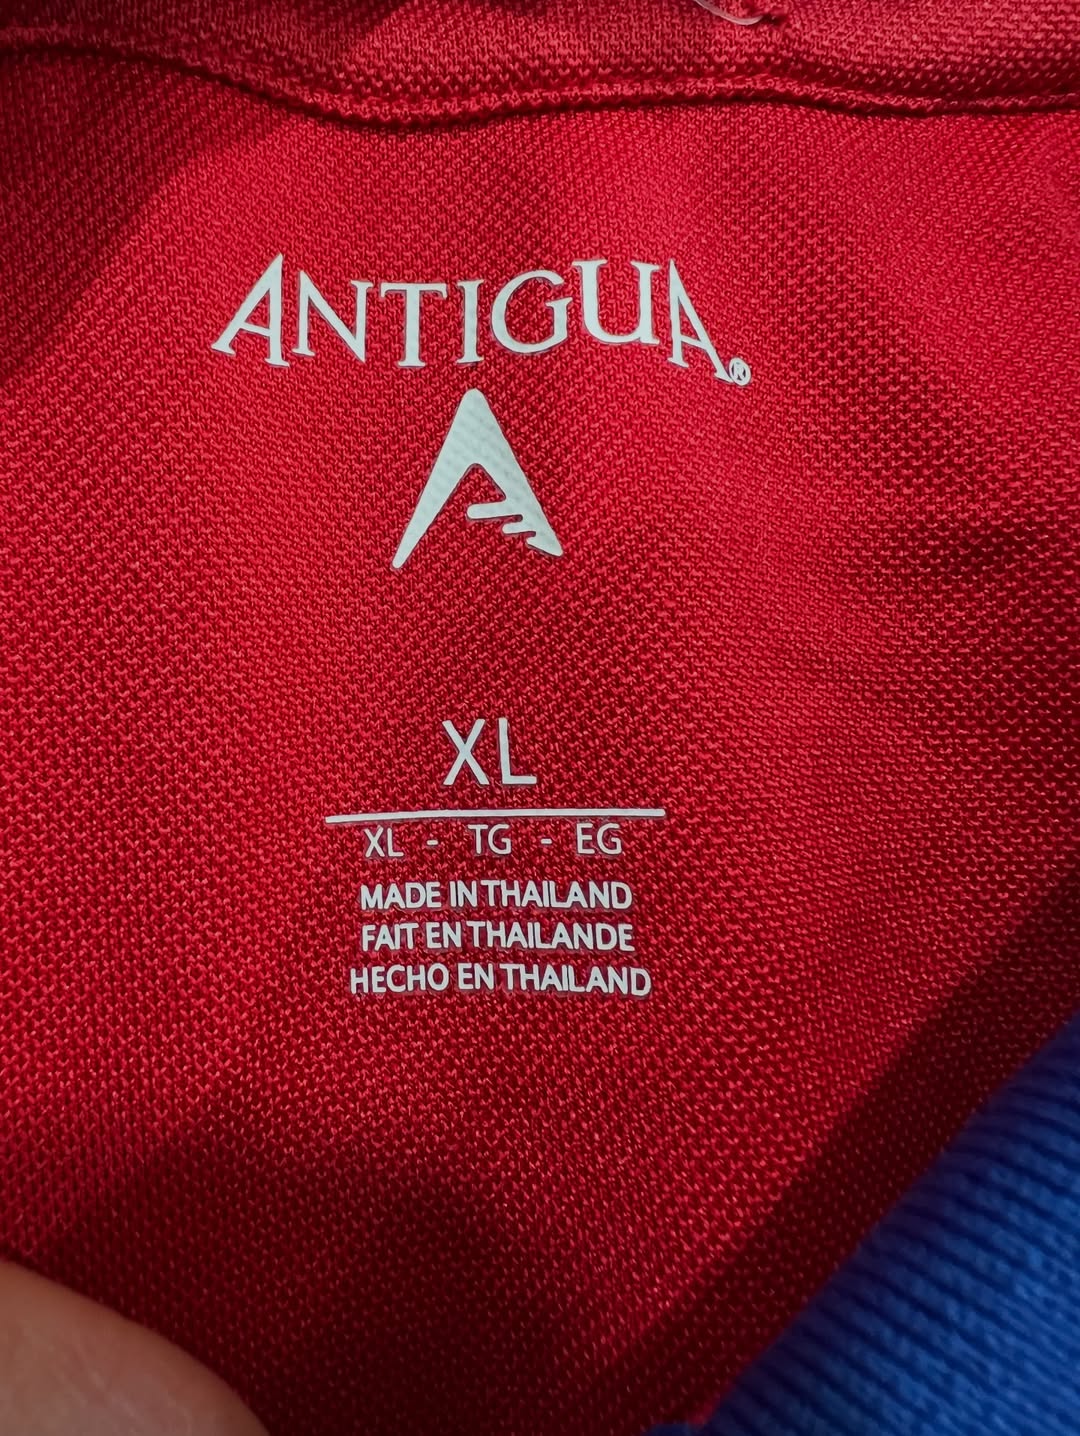 ANTIGUA®
XL
XL - TG - EG
MADE IN THAILAND
FAIT EN THAILANDE
HECHO EN THAILAND